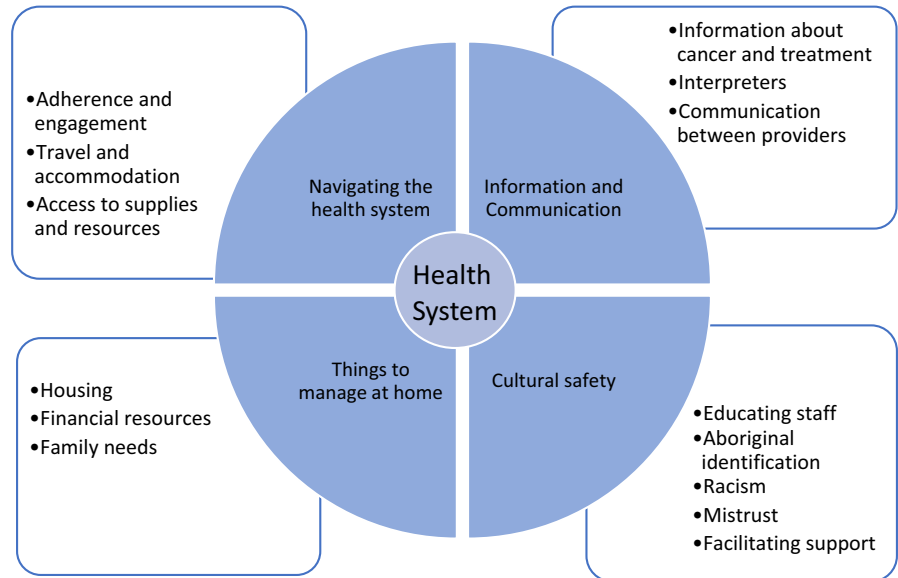 •Adherence and
engagement
•Travel and
accommodation
•Access to supplies
and resources
•Information about
cancer and treatment
•Interpreters
•Communication
between providers
Navigating the
health system
Information and
Communication
Health
System
Things to
manage at home
Cultural safety
•Housing
•Financial resources
•Family needs
•Educating staff
•Aboriginal
identification
•Racism
•Mistrust
•Facilitating support